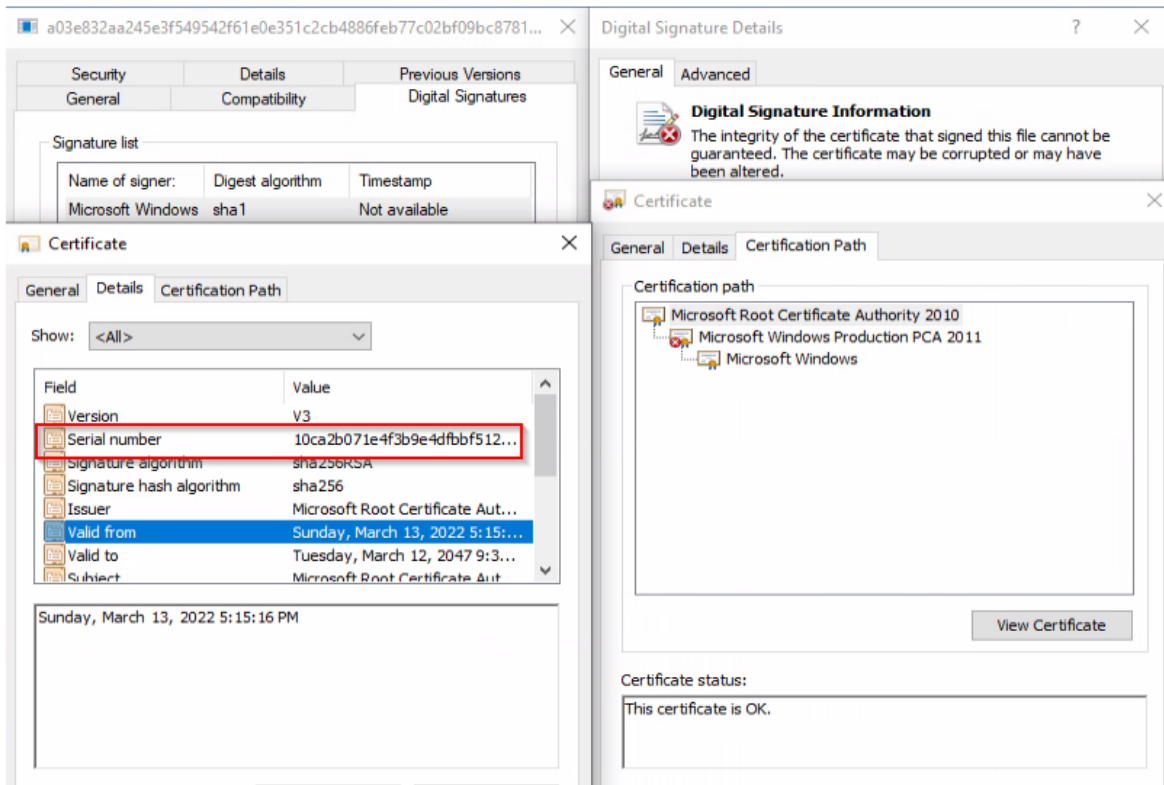 a03e832aa245e3f549542f61e0e351c2cb4886feb77c02bf09bc8781...
Security Details Previous Versions
General Compatibility Digital Signatures
Signature list
Name of signer: Digest algorithm Timestamp
Microsoft Windows sha1 Not available
Digital Signature Details ?
General Advanced
Digital Signature Information
The integrity of the certificate that signed this file cannot be
guaranteed. The certificate may be corrupted or may have
been altered.
Certificate
General Details Certification Path
Show: <All>
Field Value
Version V3
Serial number 10ca2b071e4f3b9e4dfbbf512...
Signature algorithm sha256RSA
Signature hash algorithm sha256
Issuer Microsoft Root Certificate Aut...
Valid from Sunday, March 13, 2022 5:15:...
Valid to Tuesday, March 12, 2047 9:3...
Subject Microsoft Root Certificate Aut
Sunday, March 13, 2022 5:15:16 PM
Certificate
General Details Certification Path
Certification path
Microsoft Root Certificate Authority 2010
Microsoft Windows Production PCA 2011
Microsoft Windows
View Certificate
Certificate status:
This certificate is OK.